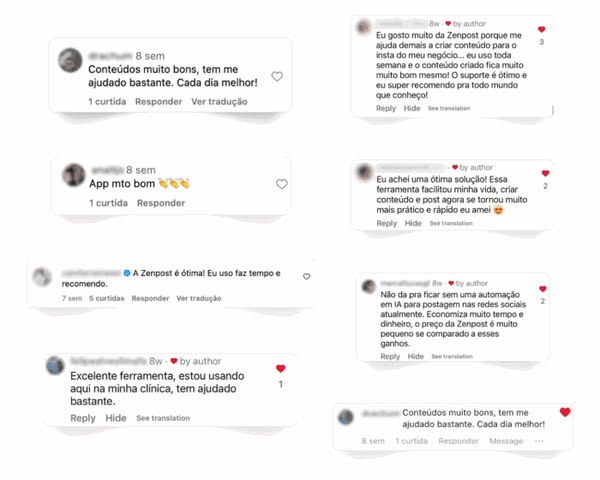 8 sem
Conteúdos muito bons, tem me
ajudado bastante. Cada dia melhor!
1 curtida Responder Ver tradução
8 sem
App mto bom 👏👏👏
1 curtida Responder
A Zenpost é ótima! Eu uso faz tempo e
recomendo.
7 sem 5 curtidas Responder Ver tradução
8w · ❤ by author
Excelente ferramenta, estou usando
aqui na minha clínica, tem ajudado
bastante.
1
Reply Hide See translation
8w · ❤ by author
Eu gosto muito da Zenpost porque me
ajuda demais a criar conteúdo para o
insta do meu negócio... eu uso toda
semana e o conteúdo criado fica muito
muito bom mesmo! O suporte é ótimo e
eu super recomendo pra todo mundo
que conheço!
3
Reply Hide See translation
8w · ❤ by author
Eu achei uma ótima solução! Essa
ferramenta facilitou minha vida, criar
conteúdo e post agora se tornou muito
mais prático e rápido eu amei 😍
2
Reply Hide See translation
8w · ❤ by author
Não da pra ficar sem uma automação
em IA para postagem nas redes sociais
atualmente. Economiza muito tempo e
dinheiro, o preço da Zenpost é muito
pequeno se comparado a esses
ganhos.
2
Reply Hide See translation
Conteúdos muito bons, tem me
ajudado bastante. Cada dia melhor!
8 sem 1 curtida Responder Message ...